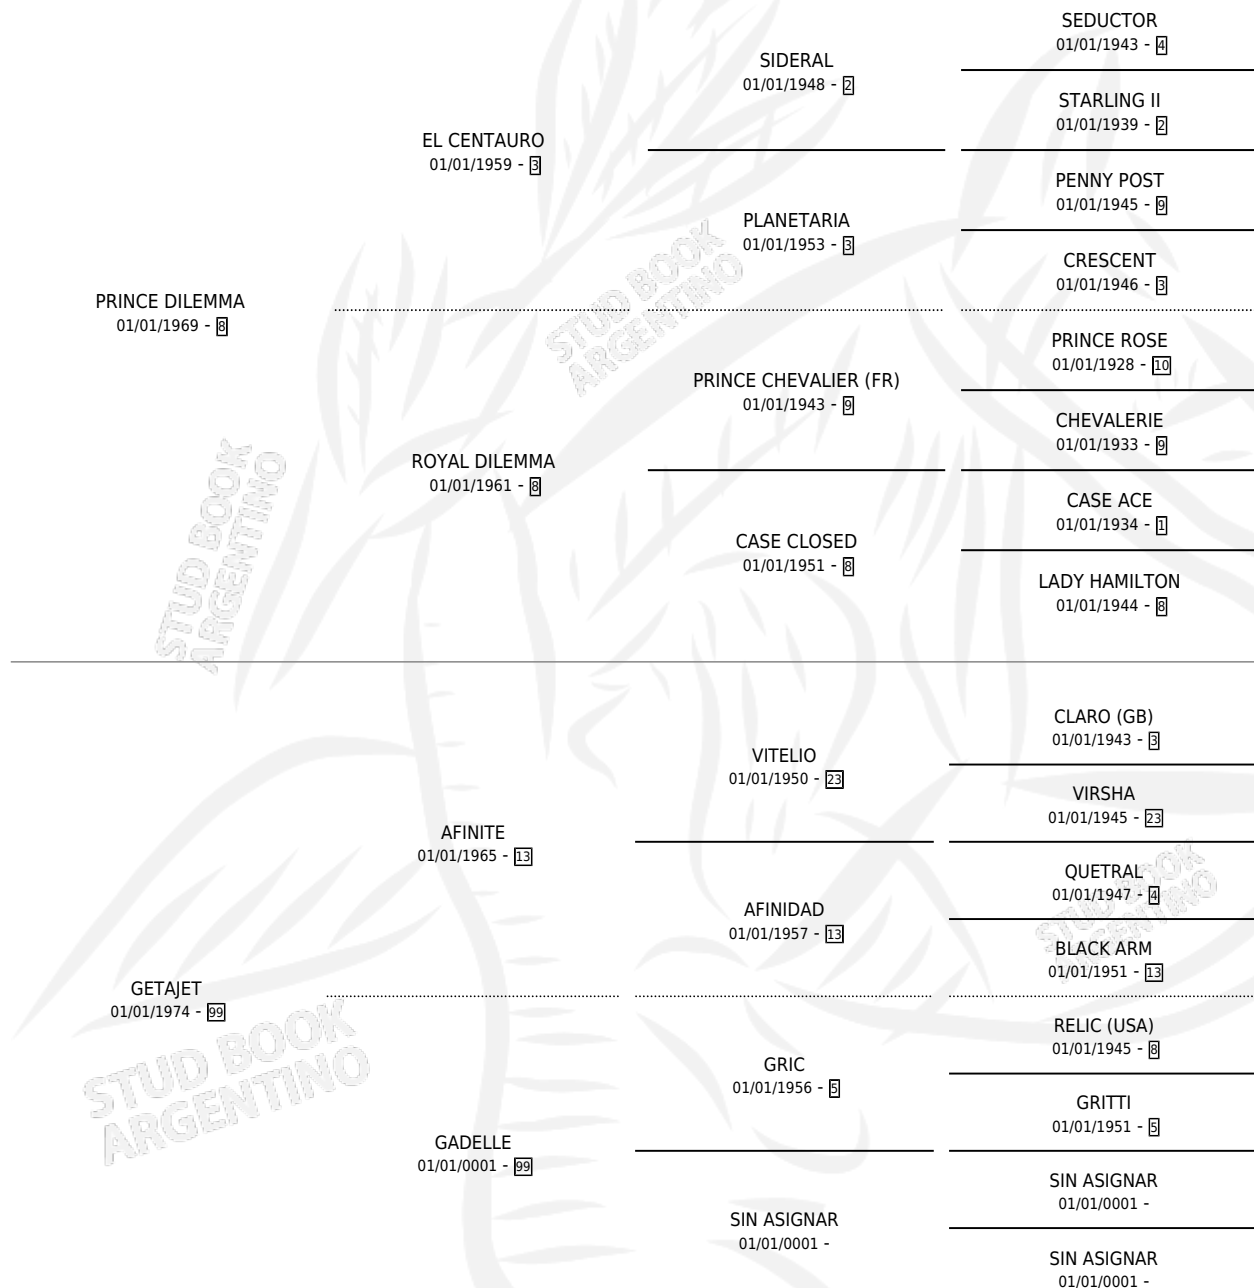 SEDUCTOR
01/01/1943 - 4
SIDERAL
01/01/1948 - 2
STARLING II
01/01/1939 - 2
EL CENTAURO
01/01/1959 - 3
PENNY POST
01/01/1945 - 9
PLANETARIA
01/01/1953 - 3
CRESCENT
01/01/1946 - 3
PRINCE DILEMMA
01/01/1969 - 8
PRINCE ROSE
01/01/1928 - 10
PRINCE CHEVALIER (FR)
01/01/1943 - 9
CHEVALERIE
01/01/1933 - 9
ROYAL DILEMMA
01/01/1961 - 8
CASE ACE
01/01/1934 - 1
CASE CLOSED
01/01/1951 - 8
LADY HAMILTON
01/01/1944 - 8
STUD BOOK
ARGENTINO
STUD BOOK
ARGENTINO
CLARO (GB)
01/01/1943 - 3
VITELIO
01/01/1950 - 23
VIRSHA
01/01/1945 - 23
AFINITE
01/01/1965 - 13
QUETRAL
01/01/1947 - 4
AFINIDAD
01/01/1957 - 13
BLACK ARM
01/01/1951 - 13
GETAJET
01/01/1974 - 99
RELIC (USA)
01/01/1945 - 8
GRIC
01/01/1956 - 5
GRITTI
01/01/1951 - 5
GADELLE
01/01/0001 - 99
SIN ASIGNAR
01/01/0001 -
SIN ASIGNAR
01/01/0001 -
SIN ASIGNAR
01/01/0001 -
STUD BOOK
ARGENTINO
STUD BOOK
ARGENTINO